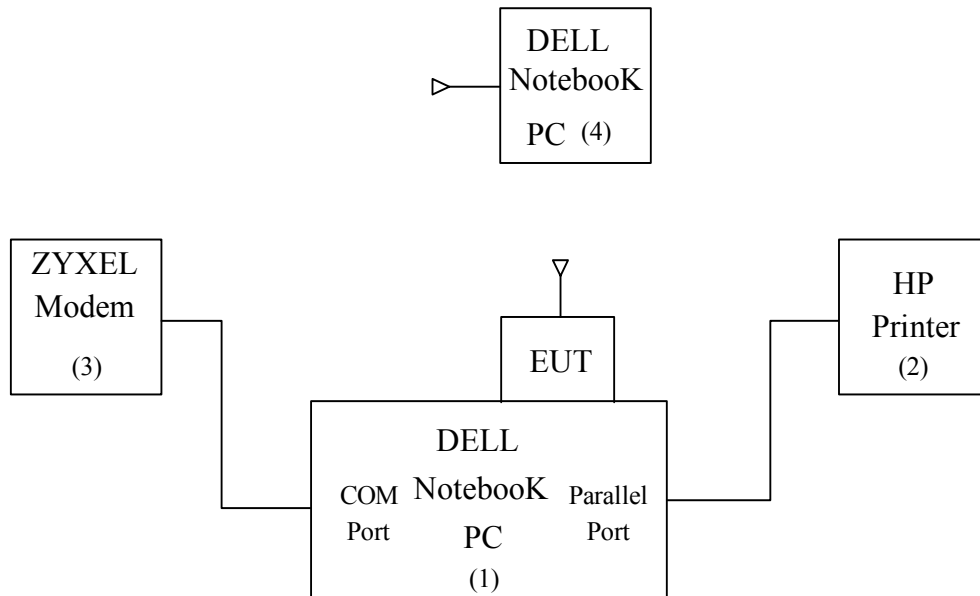 DELL
NotebooK
PC (4)
ZYXEL
Modem
(3)
HP
Printer
(2)
EUT
DELL
NotebooK
PC
(1)
COM
Port
Parallel
Port